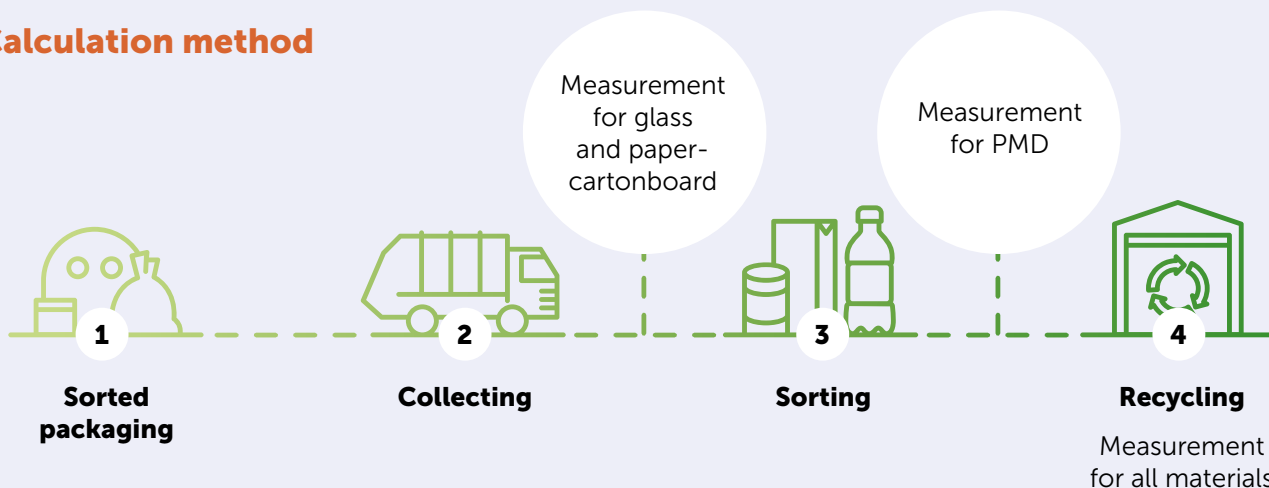 Calculation method
Measurement
for glass
and paper-
cartonboard
Measurement
for PMD
1
2
3
4
Sorted
packaging
Collecting
Sorting
Recycling
Measurement
for all materials